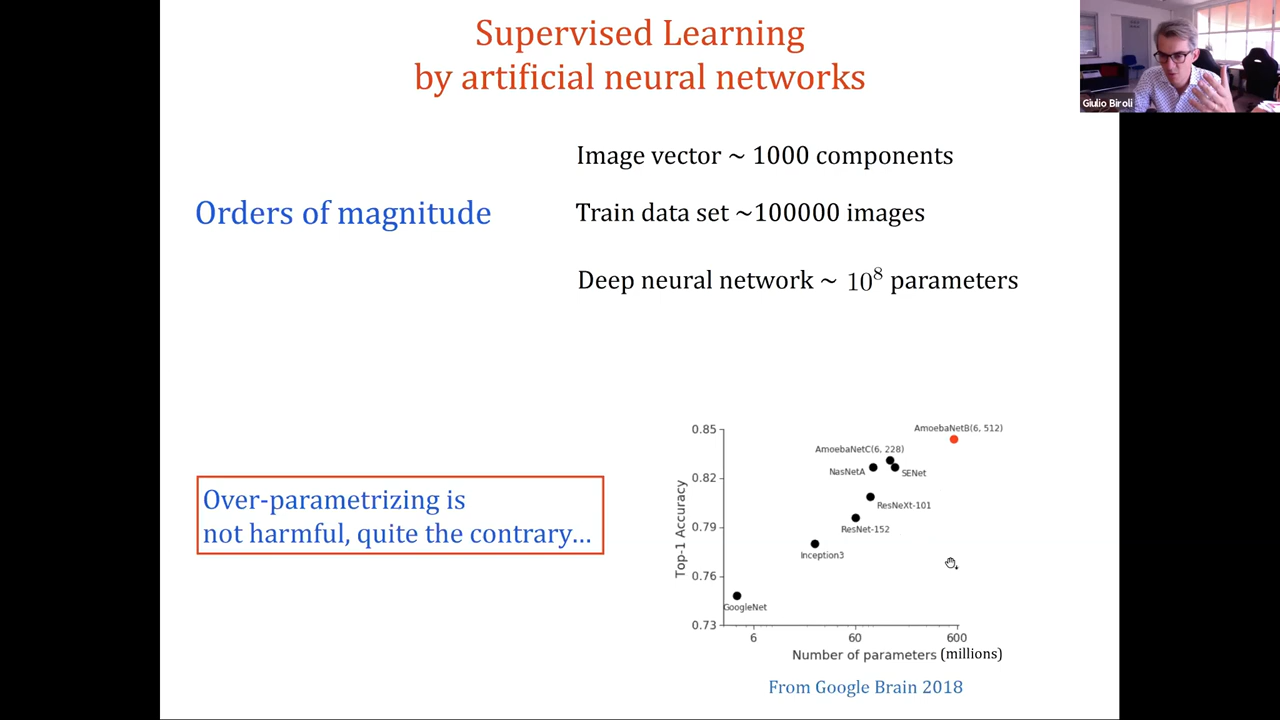 Supervised Learning
by artificial neural networks
Giulio Biroli
Image vector ~ 1000 components
Orders of magnitude
Train data set ~100000 images
Deep neural network ~ 10⁸ parameters
Over-parametrizing is
not harmful, quite the contrary...
Top-1 Accuracy
0.85
0.82
0.79
0.76
0.73
AmoebaNetB(6, 512)
AmoebaNetC(6, 228)
NasNetA
SENet
ResNeXt-101
ResNet-152
Inception3
GoogleNet
6
60
600
Number of parameters (millions)
From Google Brain 2018